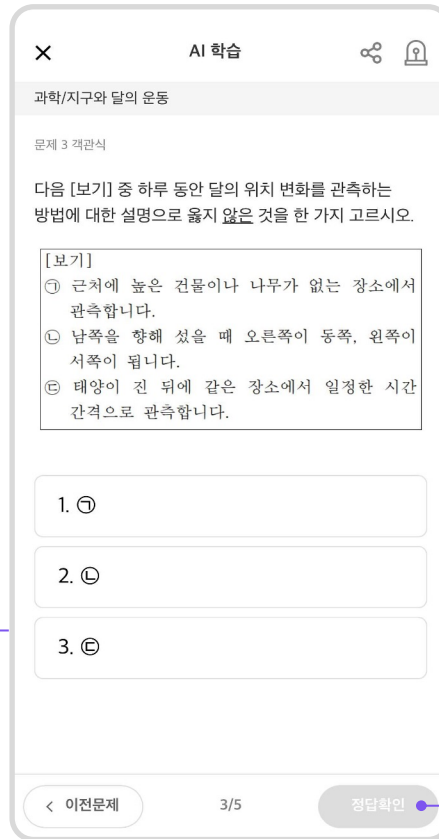 AI 학습
과학/지구와 달의 운동
문제 3 객관식
다음 [보기] 중 하루 동안 달의 위치 변화를 관측하는
방법에 대한 설명으로 옳지 않은 것을 한 가지 고르시오.
[보기]
㉠ 근처에 높은 건물이나 나무가 없는 장소에서
관측합니다.
㉡ 남쪽을 향해 섰을 때 오른쪽이 동쪽, 왼쪽이
서쪽이 됩니다.
㉢ 태양이 진 뒤에 같은 장소에서 일정한 시간
간격으로 관측합니다.
1. ㉠
2. ㉡
3. ㉢
이전문제
3/5
정답확인